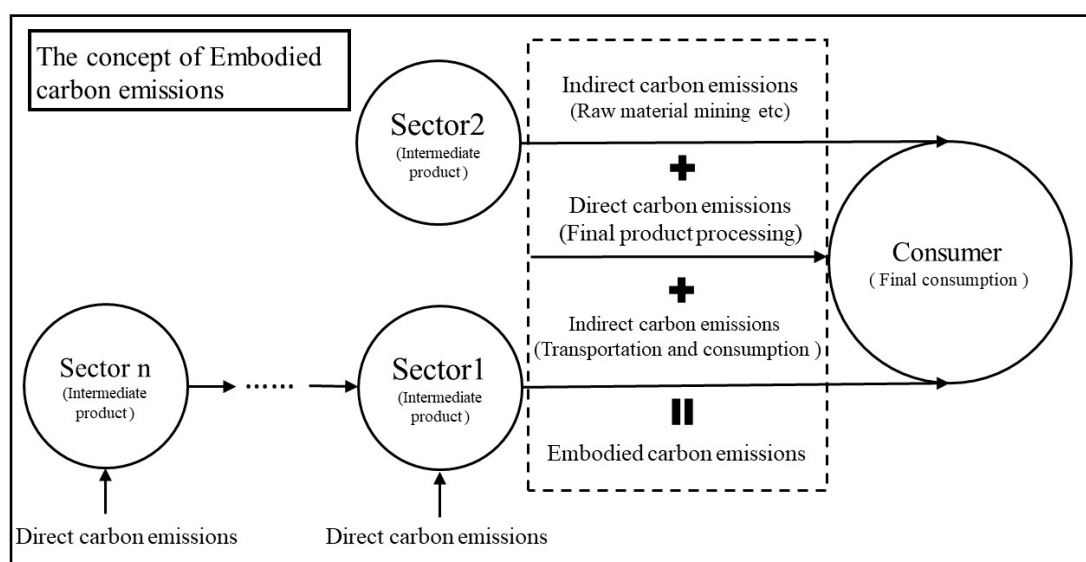 The concept of Embodied
carbon emissions
Sector2
(Intermediate
product )
Indirect carbon emissions
(Raw material mining etc)
+
Direct carbon emissions
(Final product processing)
+
Indirect carbon emissions
(Transportation and consumption )
=
Embodied carbon emissions
Consumer
( Final consumption )
Sector n
(Intermediate
product )
······
Sector1
(Intermediate
product )
Direct carbon emissions
Direct carbon emissions